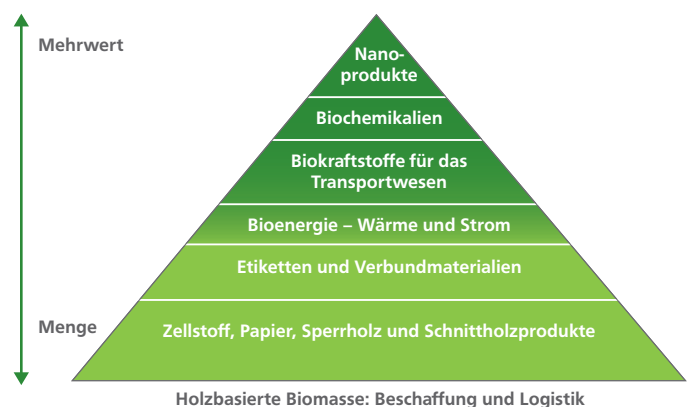 Mehrwert
Nano-
produkte
Biochemikalien
Biokraftstoffe für das
Transportwesen
Bioenergie – Wärme und Strom
Etiketten und Verbundmaterialien
Menge
Zellstoff, Papier, Sperrholz und Schnittholzprodukte
Holzbasierte Biomasse: Beschaffung und Logistik